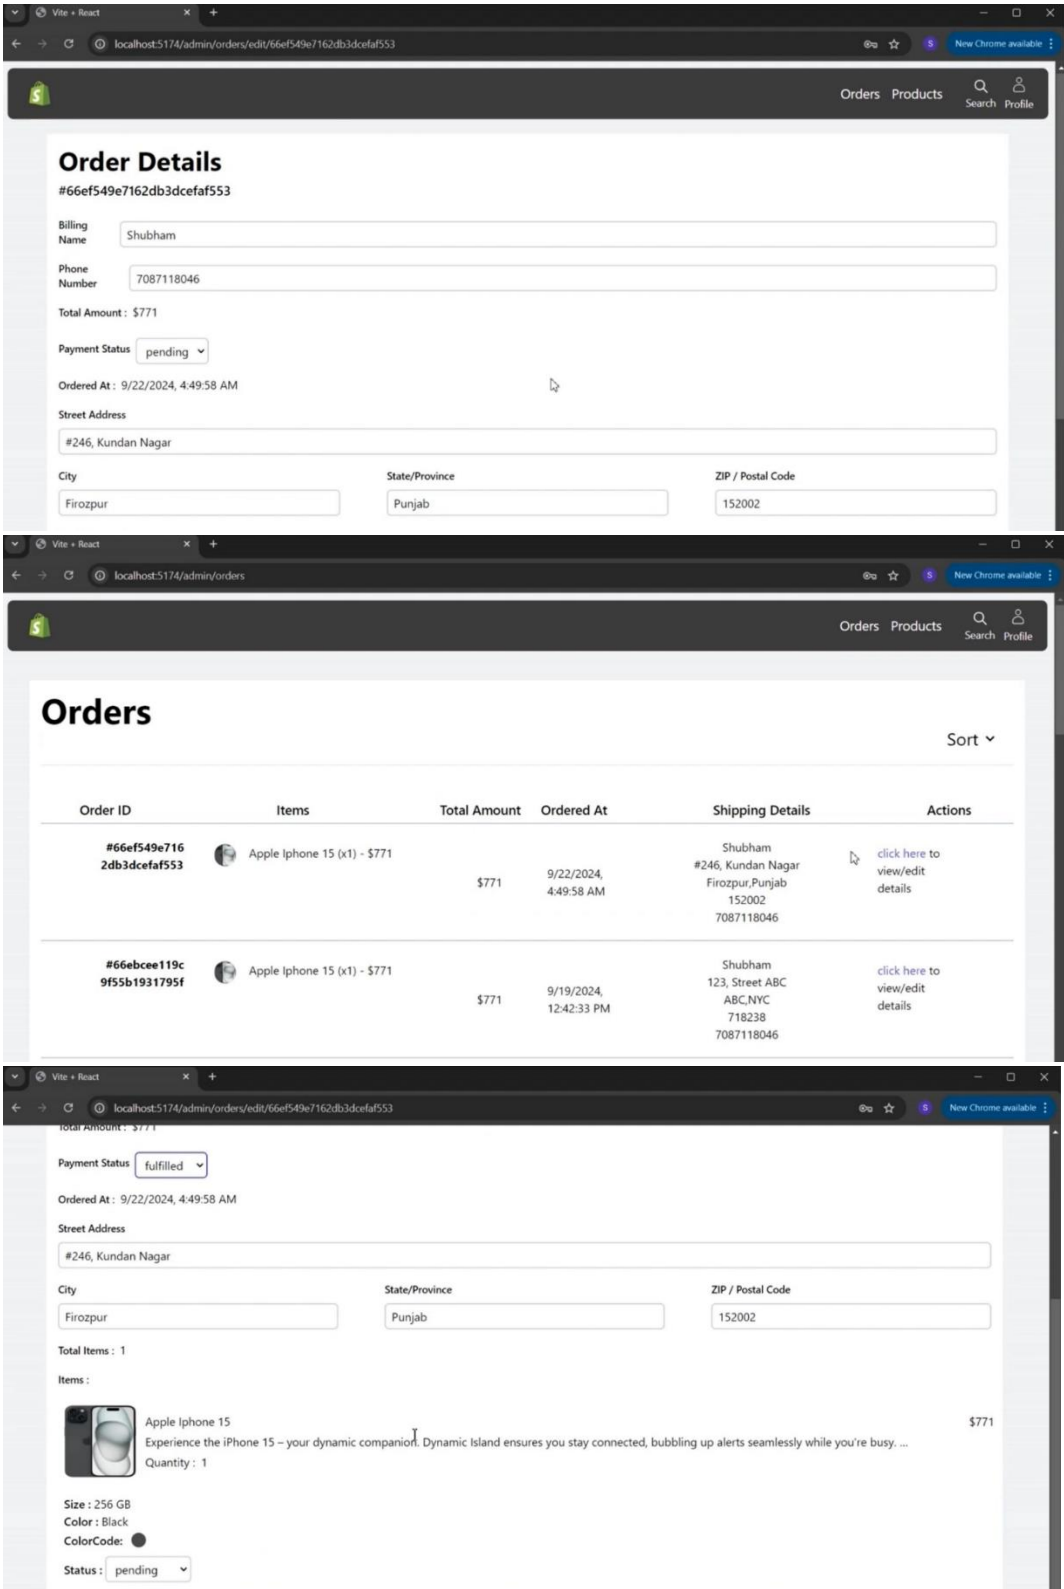 Vite + React
localhost:5174/admin/orders/edit/66ef549e7162db3dcefaf553
S
New Chrome available
Orders Products
Search Profile
Order Details
#66ef549e7162db3dcefaf553
Billing Name
Shubham
Phone Number
7087118046
Total Amount : $771
Payment Status pending
Ordered At : 9/22/2024, 4:49:58 AM
Street Address
#246, Kundan Nagar
City State/Province ZIP / Postal Code
Firozpur Punjab 152002
Vite + React
localhost:5174/admin/orders
S
New Chrome available
Orders Products
Search Profile
Orders
Sort
Order ID Items Total Amount Ordered At Shipping Details Actions
#66ef549e716
2db3dcefaf553
Apple Iphone 15 (x1) - $771
$771
9/22/2024,
4:49:58 AM
Shubham
#246, Kundan Nagar
Firozpur,Punjab
152002
7087118046
click here to
view/edit
details
#66ebcee119c
9f55b1931795f
Apple Iphone 15 (x1) - $771
$771
9/19/2024,
12:42:33 PM
Shubham
123, Street ABC
ABC,NYC
718238
7087118046
click here to
view/edit
details
Vite + React
localhost:5174/admin/orders/edit/66ef549e7162db3dcefaf553
S
New Chrome available
Total Amount : $771
Payment Status fulfilled
Ordered At : 9/22/2024, 4:49:58 AM
Street Address
#246, Kundan Nagar
City State/Province ZIP / Postal Code
Firozpur Punjab 152002
Total Items : 1
Items :
Apple Iphone 15 $771
Experience the iPhone 15 – your dynamic companion. Dynamic Island ensures you stay connected, bubbling up alerts seamlessly while you're busy. ...
Quantity : 1
Size : 256 GB
Color : Black
ColorCode:
Status : pending